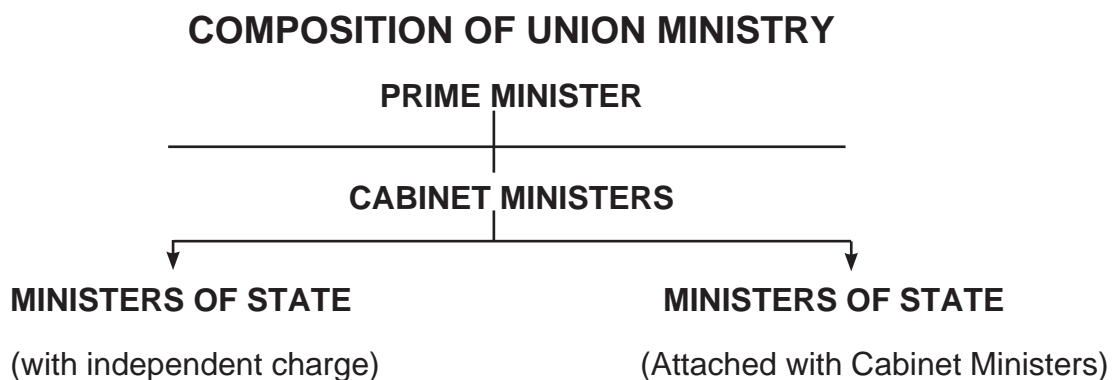 COMPOSITION OF UNION MINISTRY
PRIME MINISTER
CABINET MINISTERS
MINISTERS OF STATE
(with independent charge)
MINISTERS OF STATE
(Attached with Cabinet Ministers)